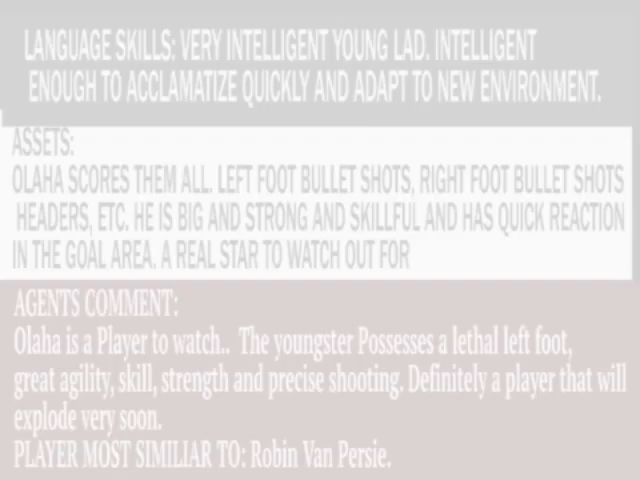 LANGUAGE SKILLS: VERY INTELLIGENT YOUNG LAD. INTELLIGENT
ENOUGH TO ACCLAMATIZE QUICKLY AND ADAPT TO NEW ENVIRONMENT.
ASSETS:
OLAHA SCORES THEM ALL. LEFT FOOT BULLET SHOTS, RIGHT FOOT BULLET SHOTS
HEADERS, ETC. HE IS BIG AND STRONG AND SKILLFUL AND HAS QUICK REACTION
IN THE GOAL AREA. A REAL STAR TO WATCH OUT FOR
AGENTS COMMENT:
Olaha is a Player to watch.. The youngster Possesses a lethal left foot,
great agility, skill, strength and precise shooting. Definitely a player that will
explode very soon.
PLAYER MOST SIMILIAR TO: Robin Van Persie.